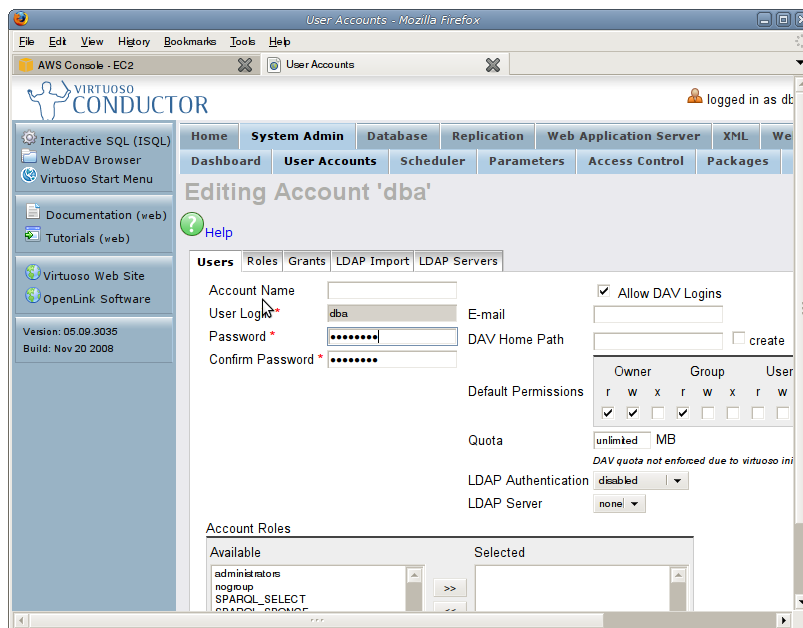 User Accounts - Mozilla Firefox
File Edit View History Bookmarks Tools Help
AWS Console - EC2
User Accounts
VIRTUOSO
CONDUCTOR
logged in as db
Interactive SQL (ISQL)
WebDAV Browser
Virtuoso Start Menu
Documentation (web)
Tutorials (web)
Virtuoso Web Site
OpenLink Software
Version: 05.09.3035
Build: Nov 20 2008
Home System Admin Database Replication Web Application Server XML We
Dashboard User Accounts Scheduler Parameters Access Control Packages
Editing Account 'dba'
? Help
Users Roles Grants LDAP Import LDAP Servers
Account Name
User Login *
dba
Password *
Confirm Password *
Allow DAV Logins
E-mail
DAV Home Path
create
Owner Group User
r w x r w x r w
Default Permissions
Quota
unlimited MB
DAV quota not enforced due to virtuoso ini
LDAP Authentication disabled
LDAP Server none
Account Roles
Available
Selected
administrators
nogroup
SPARQL_SELECT
SPARQL_SPONGE
>>
<<